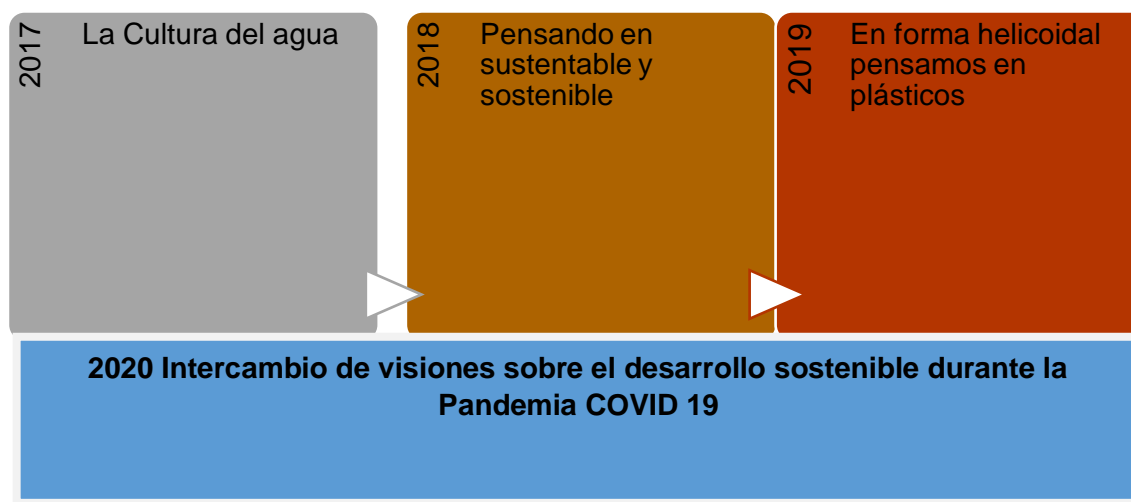 2017
La Cultura del agua
2018
Pensando en
sustentable y
sostenible
2019
En forma helicoidal
pensamos en
plásticos
2020 Intercambio de visiones sobre el desarrollo sostenible durante la
Pandemia COVID 19